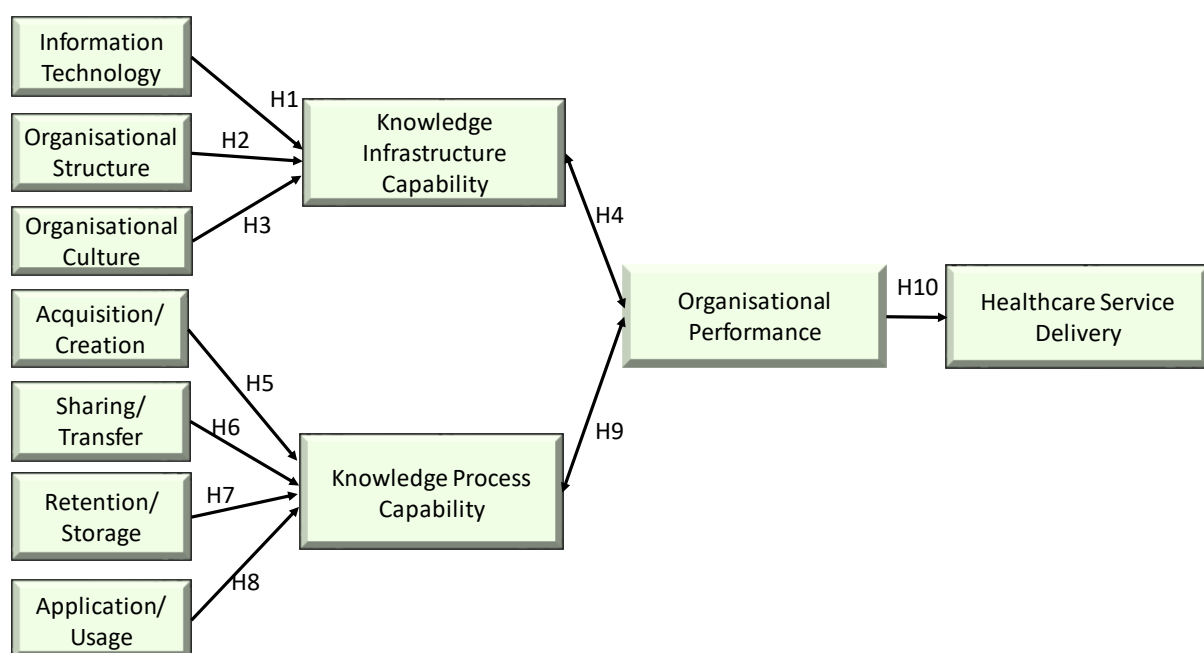 Information
Technology
H1
Organisational
Structure
H2
Organisational
Culture
H3
Knowledge
Infrastructure
Capability
H4
Acquisition/
Creation
H5
Sharing/
Transfer
H6
Retention/
Storage
H7
Application/
Usage
H8
Knowledge Process
Capability
H9
Organisational
Performance
H10
Healthcare Service
Delivery